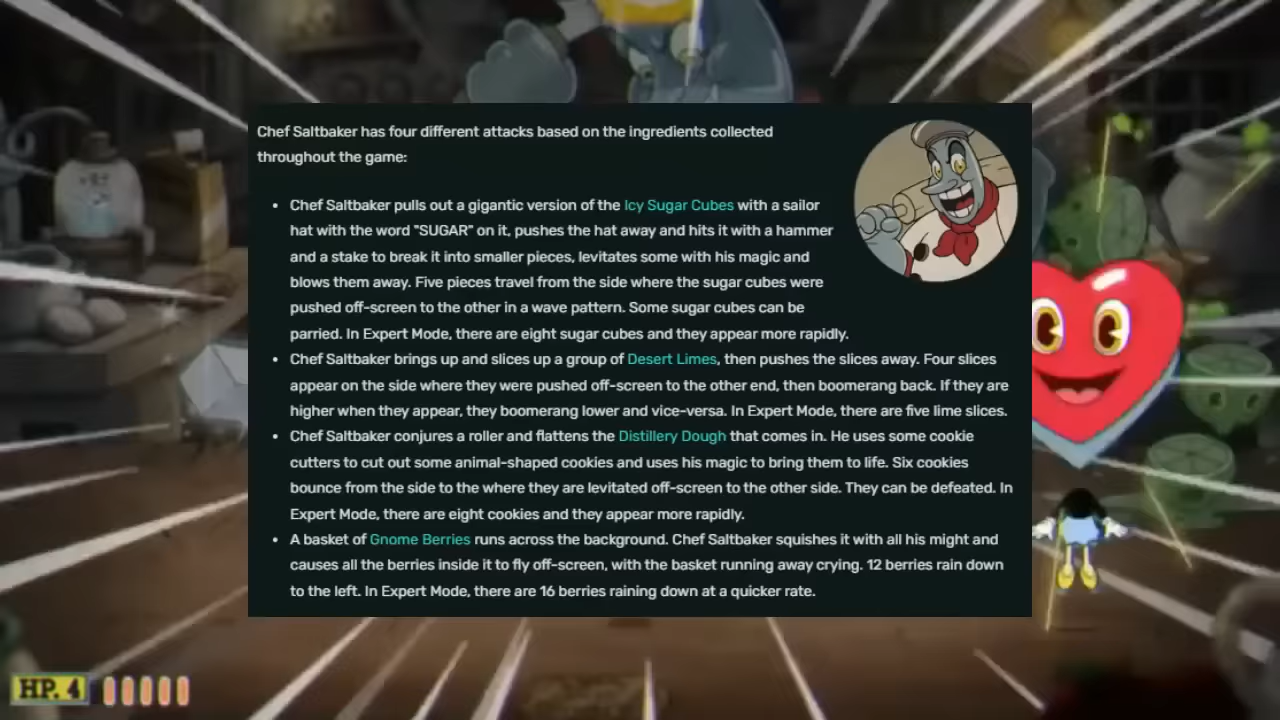 Chef Saltbaker has four different attacks based on the ingredients collected
throughout the game:
• Chef Saltbaker pulls out a gigantic version of the Icy Sugar Cubes with a sailor
hat with the word "SUGAR" on it, pushes the hat away and hits it with a hammer
and a stake to break it into smaller pieces, levitates some with his magic and
blows them away. Five pieces travel from the side where the sugar cubes were
pushed off-screen to the other in a wave pattern. Some sugar cubes can be
parried. In Expert Mode, there are eight sugar cubes and they appear more rapidly.
• Chef Saltbaker brings up and slices up a group of Desert Limes, then pushes the slices away. Four slices
appear on the side where they were pushed off-screen to the other end, then boomerang back. If they are
higher when they appear, they boomerang lower and vice-versa. In Expert Mode, there are five lime slices.
• Chef Saltbaker conjures a roller and flattens the Distillery Dough that comes in. He uses some cookie
cutters to cut out some animal-shaped cookies and uses his magic to bring them to life. Six cookies
bounce from the side to the where they are levitated off-screen to the other side. They can be defeated. In
Expert Mode, there are eight cookies and they appear more rapidly.
• A basket of Gnome Berries runs across the background. Chef Saltbaker squishes it with all his might and
causes all the berries inside it to fly off-screen, with the basket running away crying. 12 berries rain down
to the left. In Expert Mode, there are 16 berries raining down at a quicker rate.
HP. 4